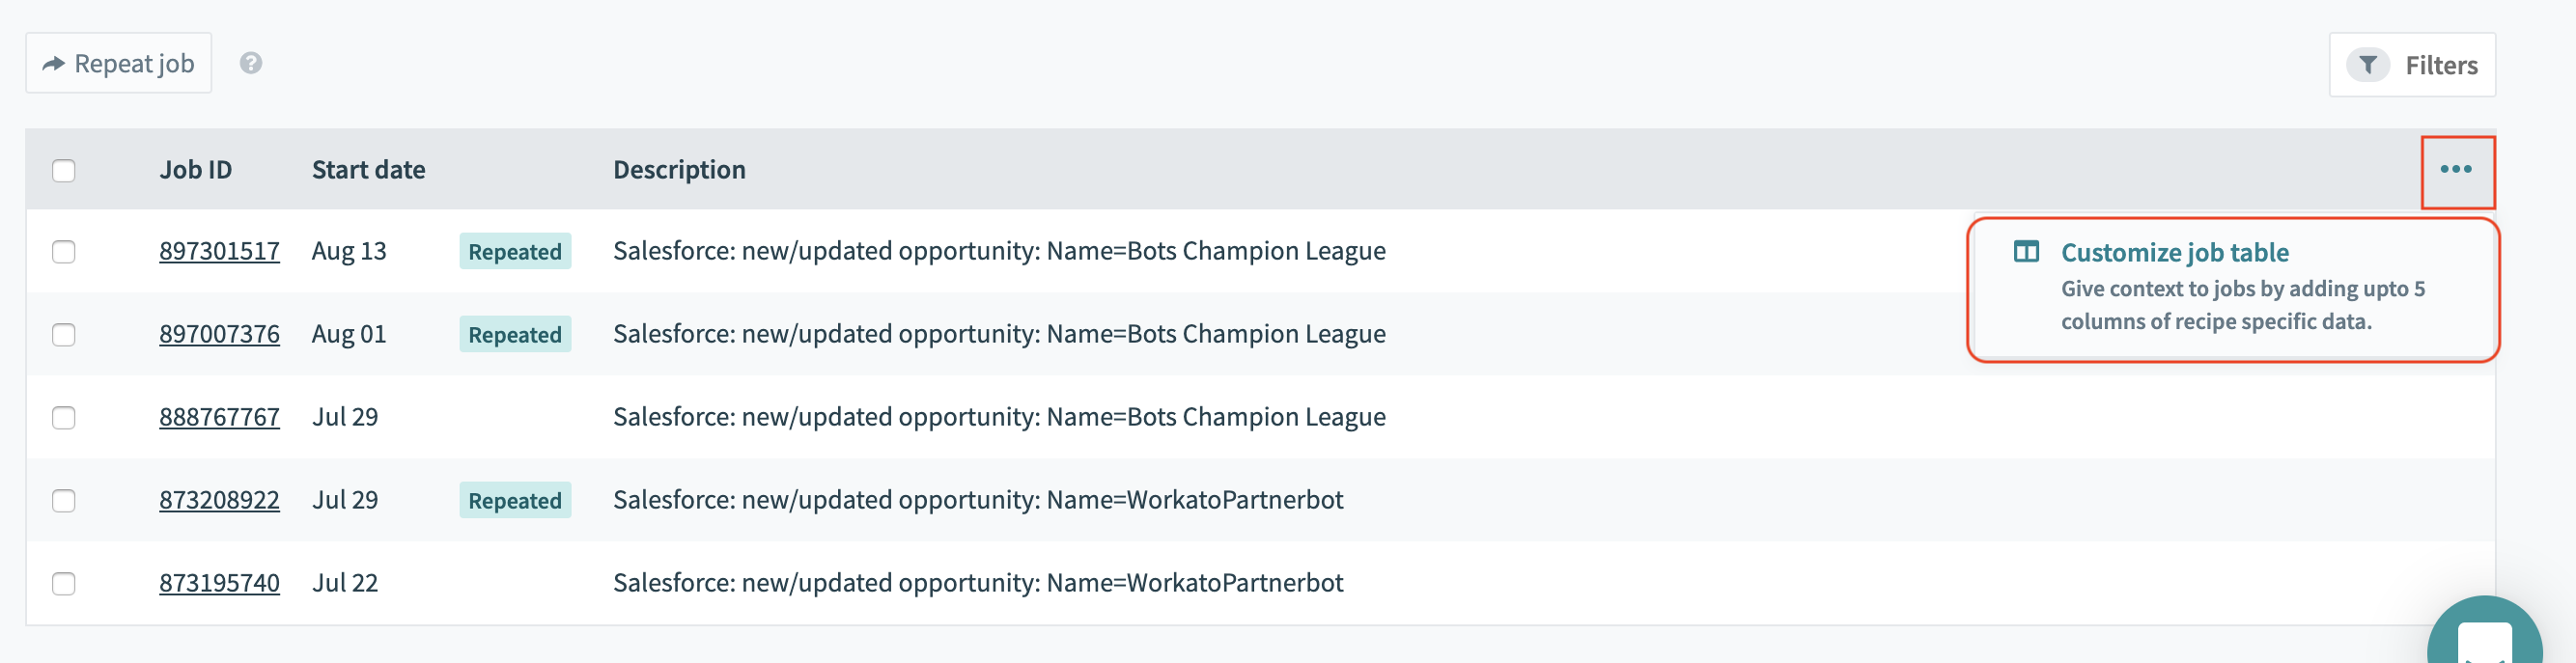 Repeat job ?
Filters
Job ID Start date Description •••
897301517 Aug 13 Repeated Salesforce: new/updated opportunity: Name=Bots Champion League
Customize job table
Give context to jobs by adding upto 5
columns of recipe specific data.
897007376 Aug 01 Repeated Salesforce: new/updated opportunity: Name=Bots Champion League
888767767 Jul 29 Salesforce: new/updated opportunity: Name=Bots Champion League
873208922 Jul 29 Repeated Salesforce: new/updated opportunity: Name=WorkatoPartnerbot
873195740 Jul 22 Salesforce: new/updated opportunity: Name=WorkatoPartnerbot